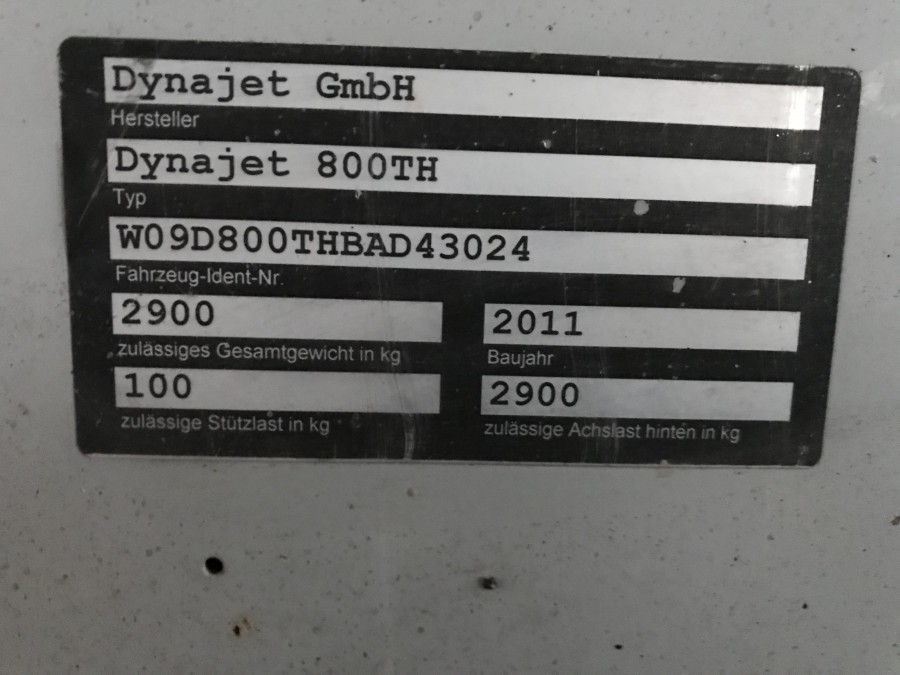 Dynajet GmbH
Hersteller
Dynajet 800TH
Typ
W09D800THBAD43024
Fahrzeug-Ident-Nr.
2900 2011
zulässiges Gesamtgewicht in kg Baujahr
100 2900
zulässige Stützlast in kg zulässige Achslast hinten in kg